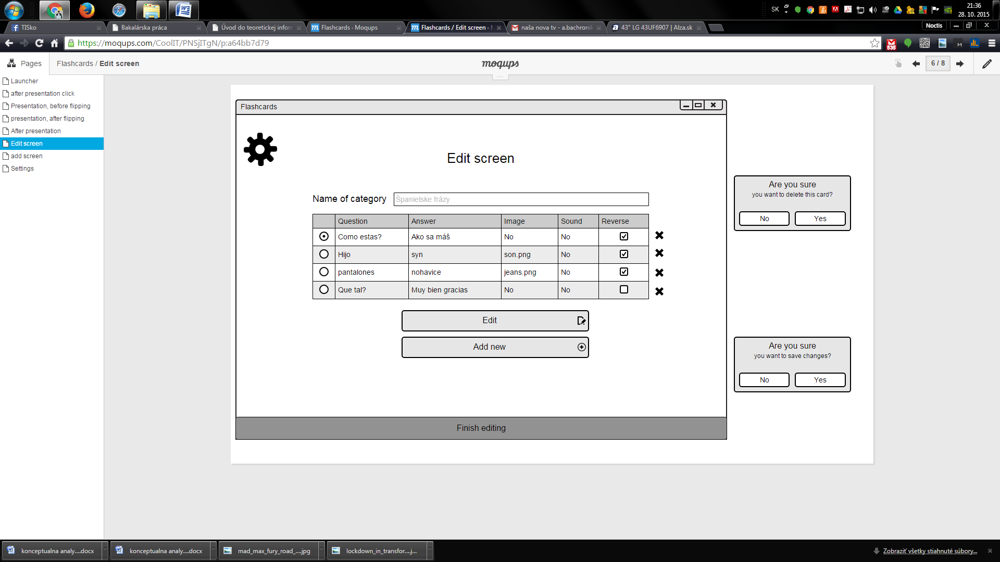 SK
21:36
28. 10. 2015
TISko
Bakalárska práca
Úvod do teoretickej inform
Flashcards · Moqups
Flashcards / Edit screen · M
naša nova tv - a.bachronik
43" LG 43UF6907 | Alza.sk
Noctis
https://moqups.com/CoolIT/PNSjITgN/p:a64bb7d79
535
Pages
Flashcards / Edit screen
moqups
6 / 8
Launcher
after presentation click
Presentation, before flipping
presentation, after flipping
After presentation
Edit screen
add screen
Settings
Flashcards
Edit screen
Name of category
Španielske frázy
Question Answer Image Sound Reverse
Como estas? Ako sa máš No No
Hijo syn son.png No
pantalones nohavice jeans.png No
Que tal? Muy bien gracias No No
Edit
Add new
Finish editing
Are you sure
you want to delete this card?
No Yes
Are you sure
you want to save changes?
No Yes
konceptualna analy....docx
konceptualna analy....docx
mad_max_fury_road_....jpg
lockdown_in_transfor....j...
Zobraziť všetky stiahnuté súbory...